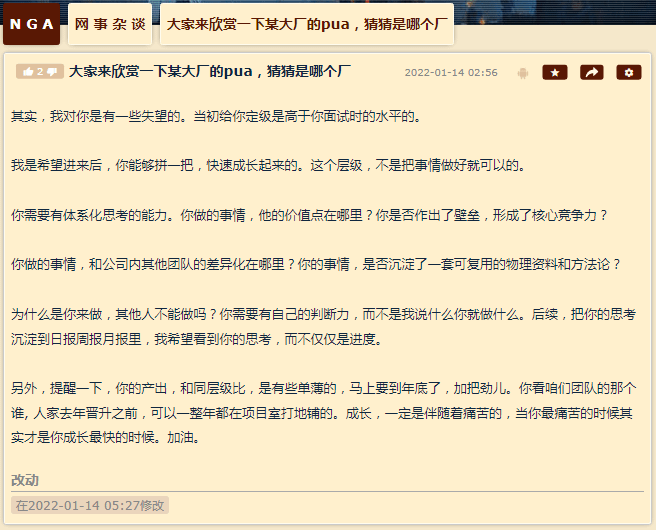 NGA 网事杂谈 大家来欣赏一下某大厂的pua，猜猜是哪个厂
2 大家来欣赏一下某大厂的pua，猜猜是哪个厂 2022-01-14 02:56
其实，我对你是有一些失望的。当初给你定级是高于你面试时的水平的。
我是希望进来后，你能够拼一把，快速成长起来的。这个层级，不是把事情做好就可以的。
你需要有体系化思考的能力。你做的事情，他的价值点在哪里？你是否作出了壁垒，形成了核心竞争力？
你做的事情，和公司内其他团队的差异化在哪里？你的事情，是否沉淀了一套可复用的物理资料和方法论？
为什么是你来做，其他人不能做吗？你需要有自己的判断力，而不是我说什么你就做什么。后续，把你的思考
沉淀到日报周报月报里，我希望看到你的思考，而不仅仅是进度。
另外，提醒一下，你的产出，和同层级比，是有些单薄的，马上要到年底了，加把劲儿。你看咱们团队的那个
谁, 人家去年晋升之前，可以一整年都在项目室打地铺的。成长，一定是伴随着痛苦的，当你最痛苦的时候其
实才是你成长最快的时候。加油。
改动
在2022-01-14 05:27修改